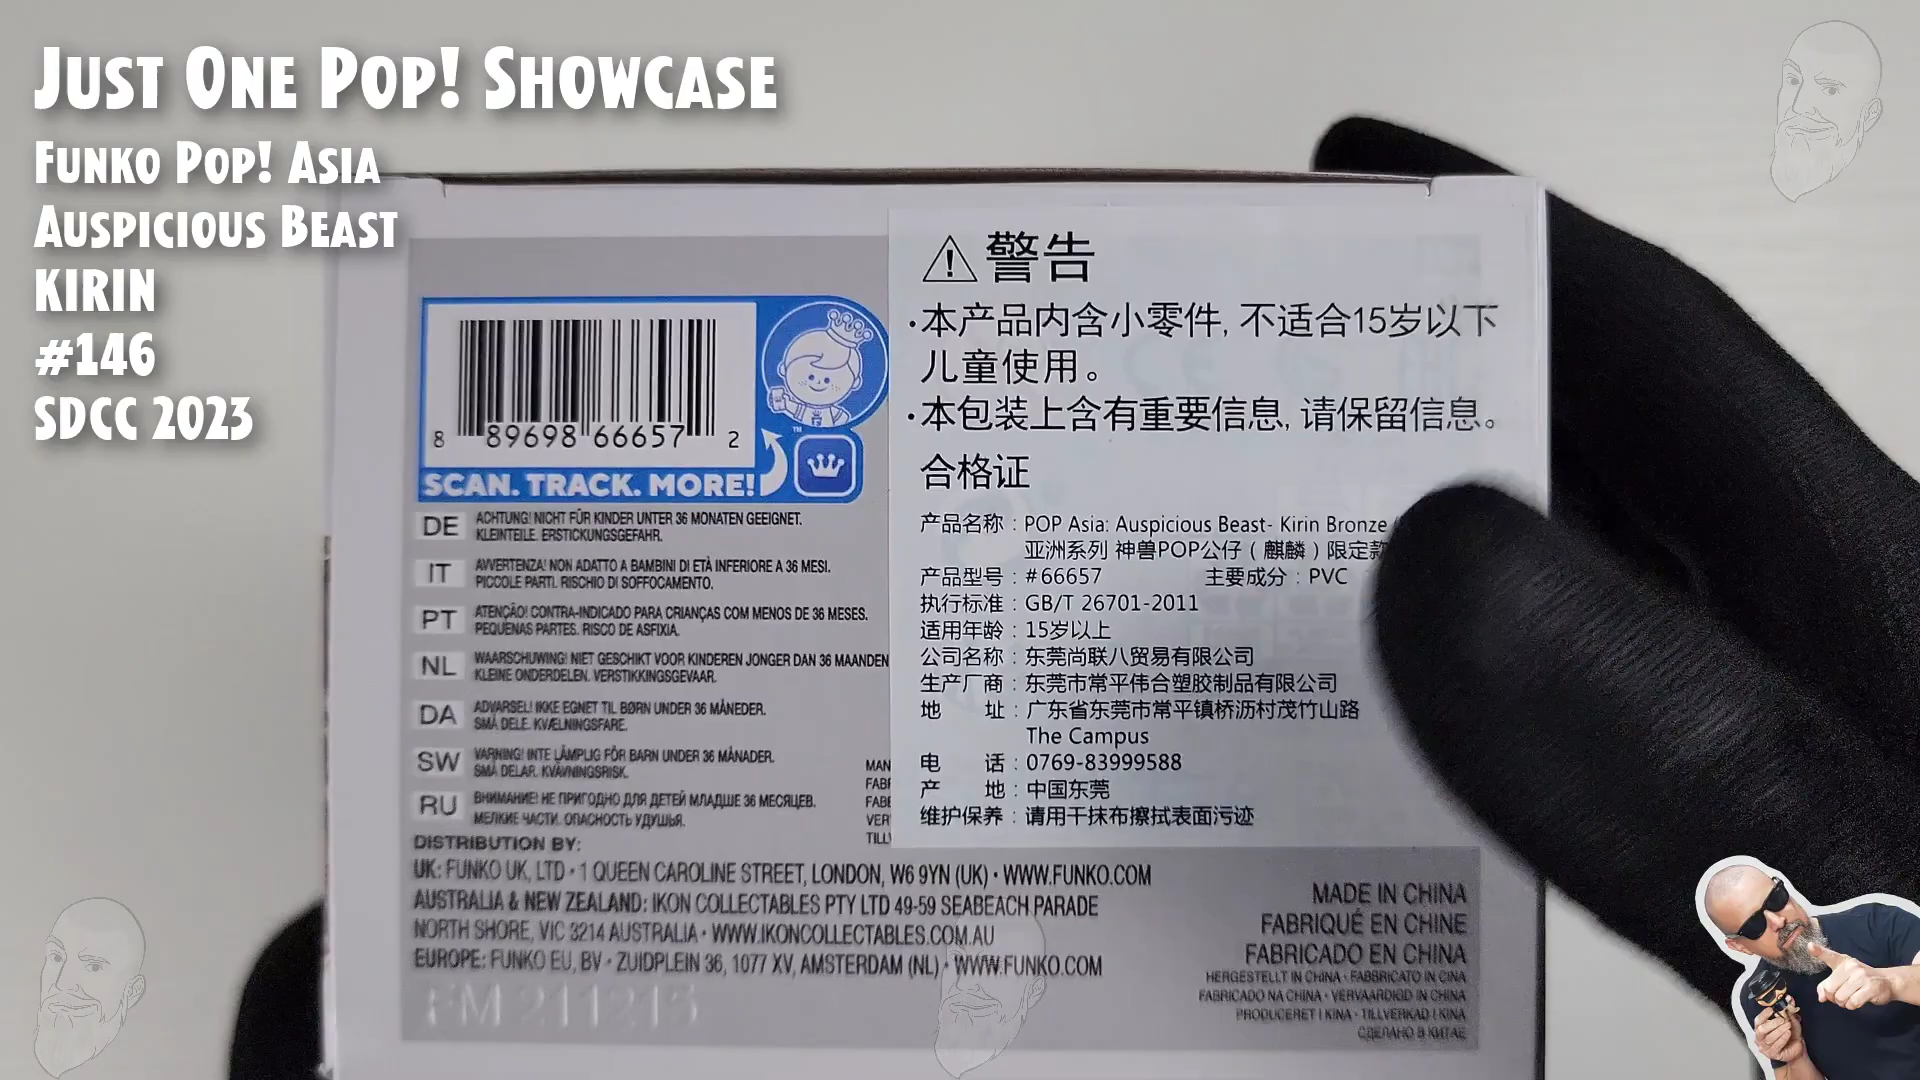 JUST ONE POP! SHOWCASE
FUNKO POP! ASIA
AUSPICIOUS BEAST
KIRIN
#146
SDCC 2023
8 89698 66657 2
SCAN. TRACK. MORE!
DE ACHTUNG! NICHT FÜR KINDER UNTER 36 MONATEN GEEIGNET.
KLEINTEILE. ERSTICKUNGSGEFAHR.
IT AVVERTENZA! NON ADATTO A BAMBINI DI ETÀ INFERIORE A 36 MESI.
PICCOLE PARTI. RISCHIO DI SOFFOCAMENTO.
PT ATENÇÃO! CONTRA-INDICADO PARA CRIANÇAS COM MENOS DE 36 MESES.
PEQUENAS PARTES. RISCO DE ASFIXIA.
NL WAARSCHUWING! NIET GESCHIKT VOOR KINDEREN JONGER DAN 36 MAANDEN
KLEINE ONDERDELEN. VERSTIKKINGSGEVAAR.
DA ADVARSEL! IKKE EGNET TIL BØRN UNDER 36 MÅNEDER.
SMÅ DELE. KVÆLNINGSFARE.
SW VARNING! INTE LÄMPLIG FÖR BARN UNDER 36 MÅNADER.
SMÅ DELAR. KVÄVNINGSRISK.
RU ВНИМАНИЕ! НЕ ПРИГОДНО ДЛЯ ДЕТЕЙ МЛАДШЕ 36 МЕСЯЦЕВ.
МЕЛКИЕ ЧАСТИ. ОПАСНОСТЬ УДУШЬЯ.
MAN
FABR
FABE
VER
TILLV
⚠警告
·本产品内含小零件, 不适合15岁以下
儿童使用。
·本包装上含有重要信息, 请保留信息。
合格证
产品名称 : POP Asia: Auspicious Beast- Kirin Bronze
亚洲系列 神兽POP公仔 ( 麒麟 ) 限定款
产品型号 : #66657 主要成分 : PVC
执行标准 : GB/T 26701-2011
适用年龄 : 15岁以上
公司名称 : 东莞尚联八贸易有限公司
生产厂商 : 东莞市常平伟合塑胶制品有限公司
地 址 : 广东省东莞市常平镇桥沥村茂竹山路
The Campus
电 话 : 0769-83999588
产 地 : 中国东莞
维护保养 : 请用干抹布擦拭表面污迹
DISTRIBUTION BY:
UK: FUNKO UK, LTD · 1 QUEEN CAROLINE STREET, LONDON, W6 9YN (UK) · WWW.FUNKO.COM
AUSTRALIA & NEW ZEALAND: IKON COLLECTABLES PTY LTD 49-59 SEABEACH PARADE
NORTH SHORE, VIC 3214 AUSTRALIA · WWW.IKONCOLLECTABLES.COM.AU
EUROPE: FUNKO EU, BV · ZUIDPLEIN 36, 1077 XV, AMSTERDAM (NL) · WWW.FUNKO.COM
FM 211215
MADE IN CHINA
FABRIQUÉ EN CHINE
FABRICADO EN CHINA
HERGESTELLT IN CHINA · FABBRICATO IN CINA
FABRICADO NA CHINA · VERVAARDIGD IN CHINA
PRODUCERET I KINA · TILLVERKAD I KINA
СДЕЛАНО В КИТАЕ